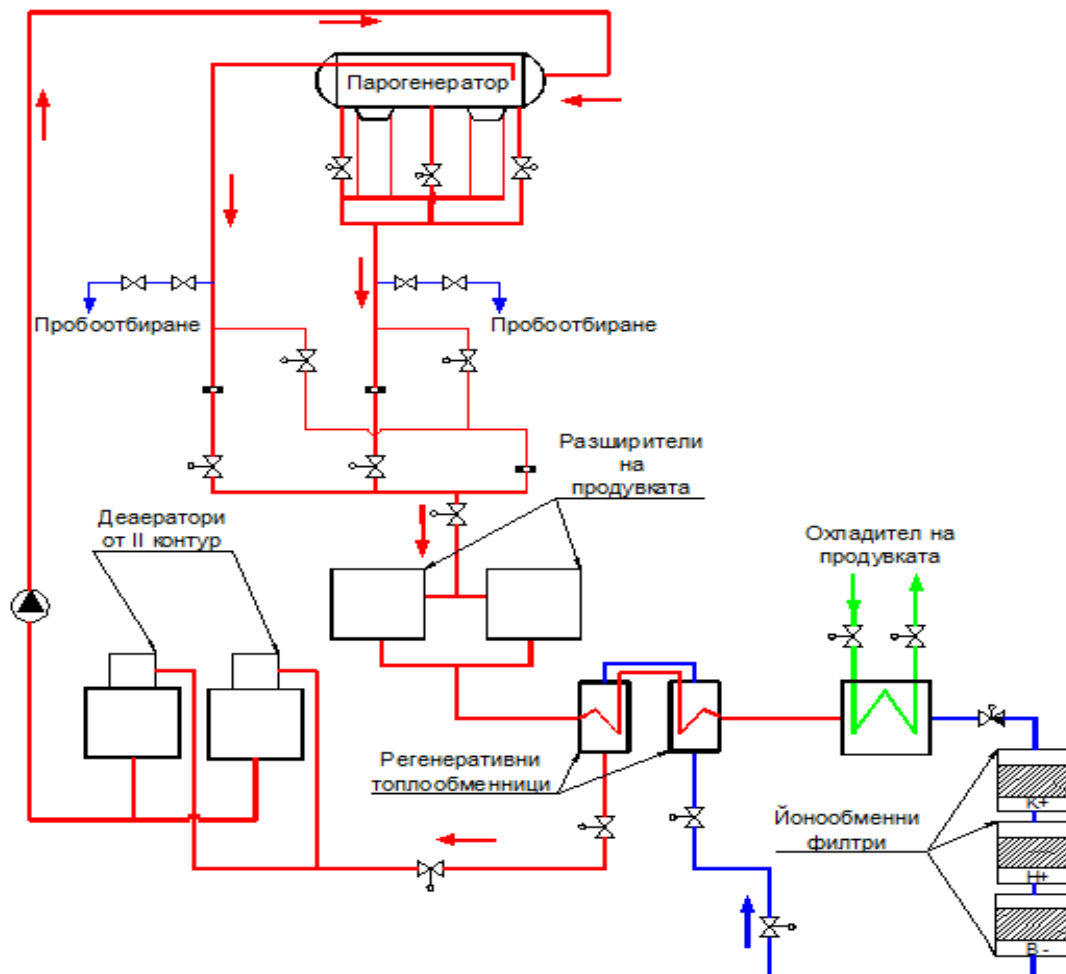 Парогенератор
Пробоотбиране
Пробоотбиране
Разширители
на
продувката
Деаератори
от II контур
Охладител на
продувката
Регенеративни
топлообменници
Йонообменни
филтри
K+
H+
B -